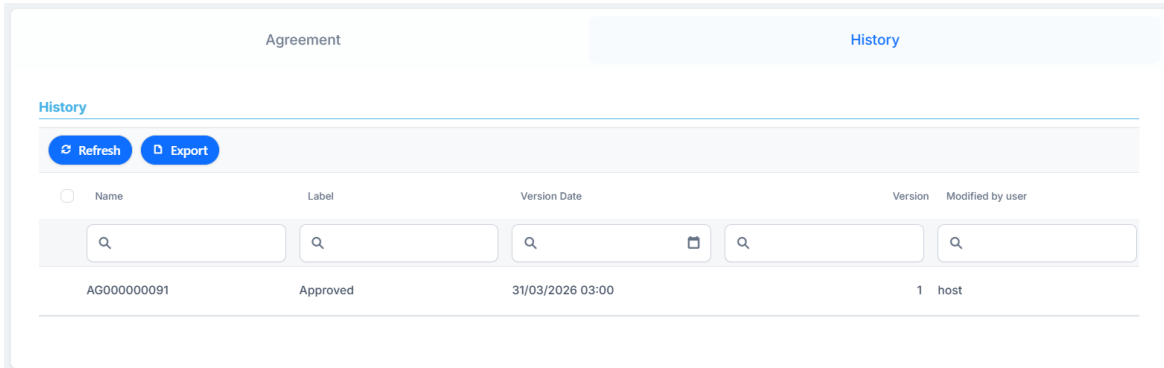 Agreement History
History
Refresh Export
Name Label Version Date Version Modified by user
AG000000091 Approved 31/03/2026 03:00 1 host